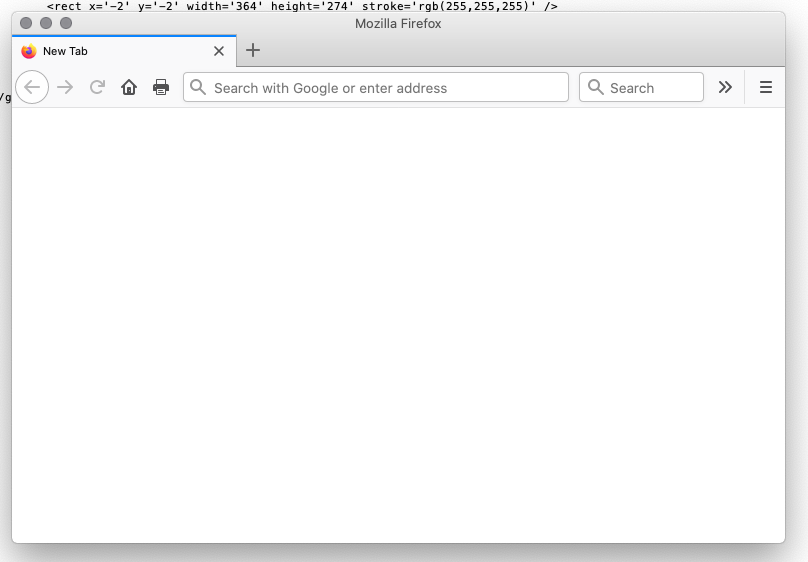 <rect x='-2' y='-2' width='364' height='274' stroke='rgb(255,255,255)' />
Mozilla Firefox
New Tab
/g
Search with Google or enter address
Search